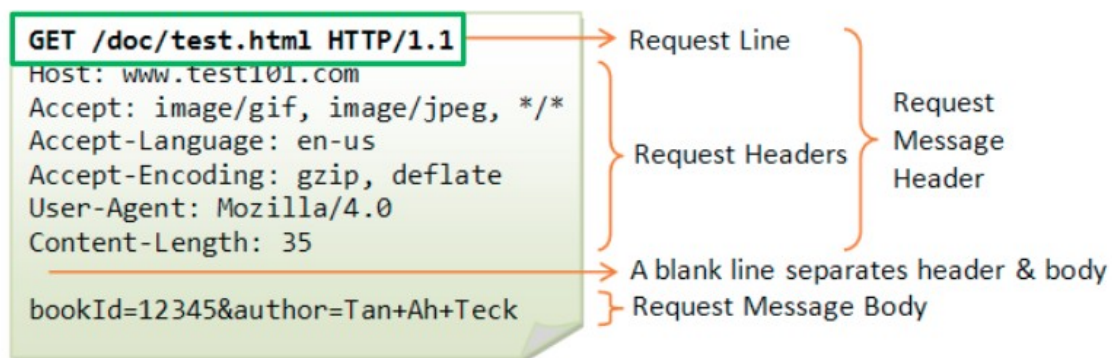 GET /doc/test.html HTTP/1.1
Host: www.test101.com
Accept: image/gif, image/jpeg, */*
Accept-Language: en-us
Accept-Encoding: gzip, deflate
User-Agent: Mozilla/4.0
Content-Length: 35
bookId=12345&author=Tan+Ah+Teck
Request Line
Request Headers
Request
Message
Header
A blank line separates header & body
Request Message Body